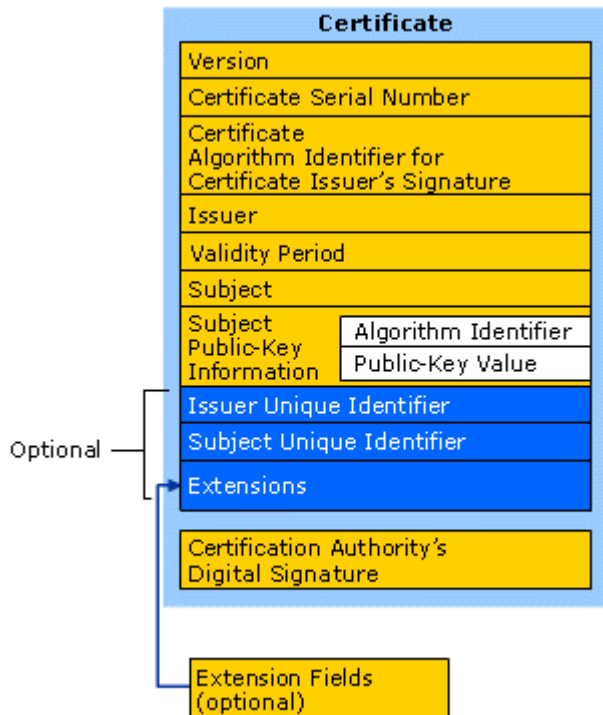 Certificate
Version
Certificate Serial Number
Certificate
Algorithm Identifier for
Certificate Issuer's Signature
Issuer
Validity Period
Subject
Subject
Public-Key
Information
Algorithm Identifier
Public-Key Value
Optional
Issuer Unique Identifier
Subject Unique Identifier
Extensions
Certification Authority's
Digital Signature
Extension Fields
(optional)